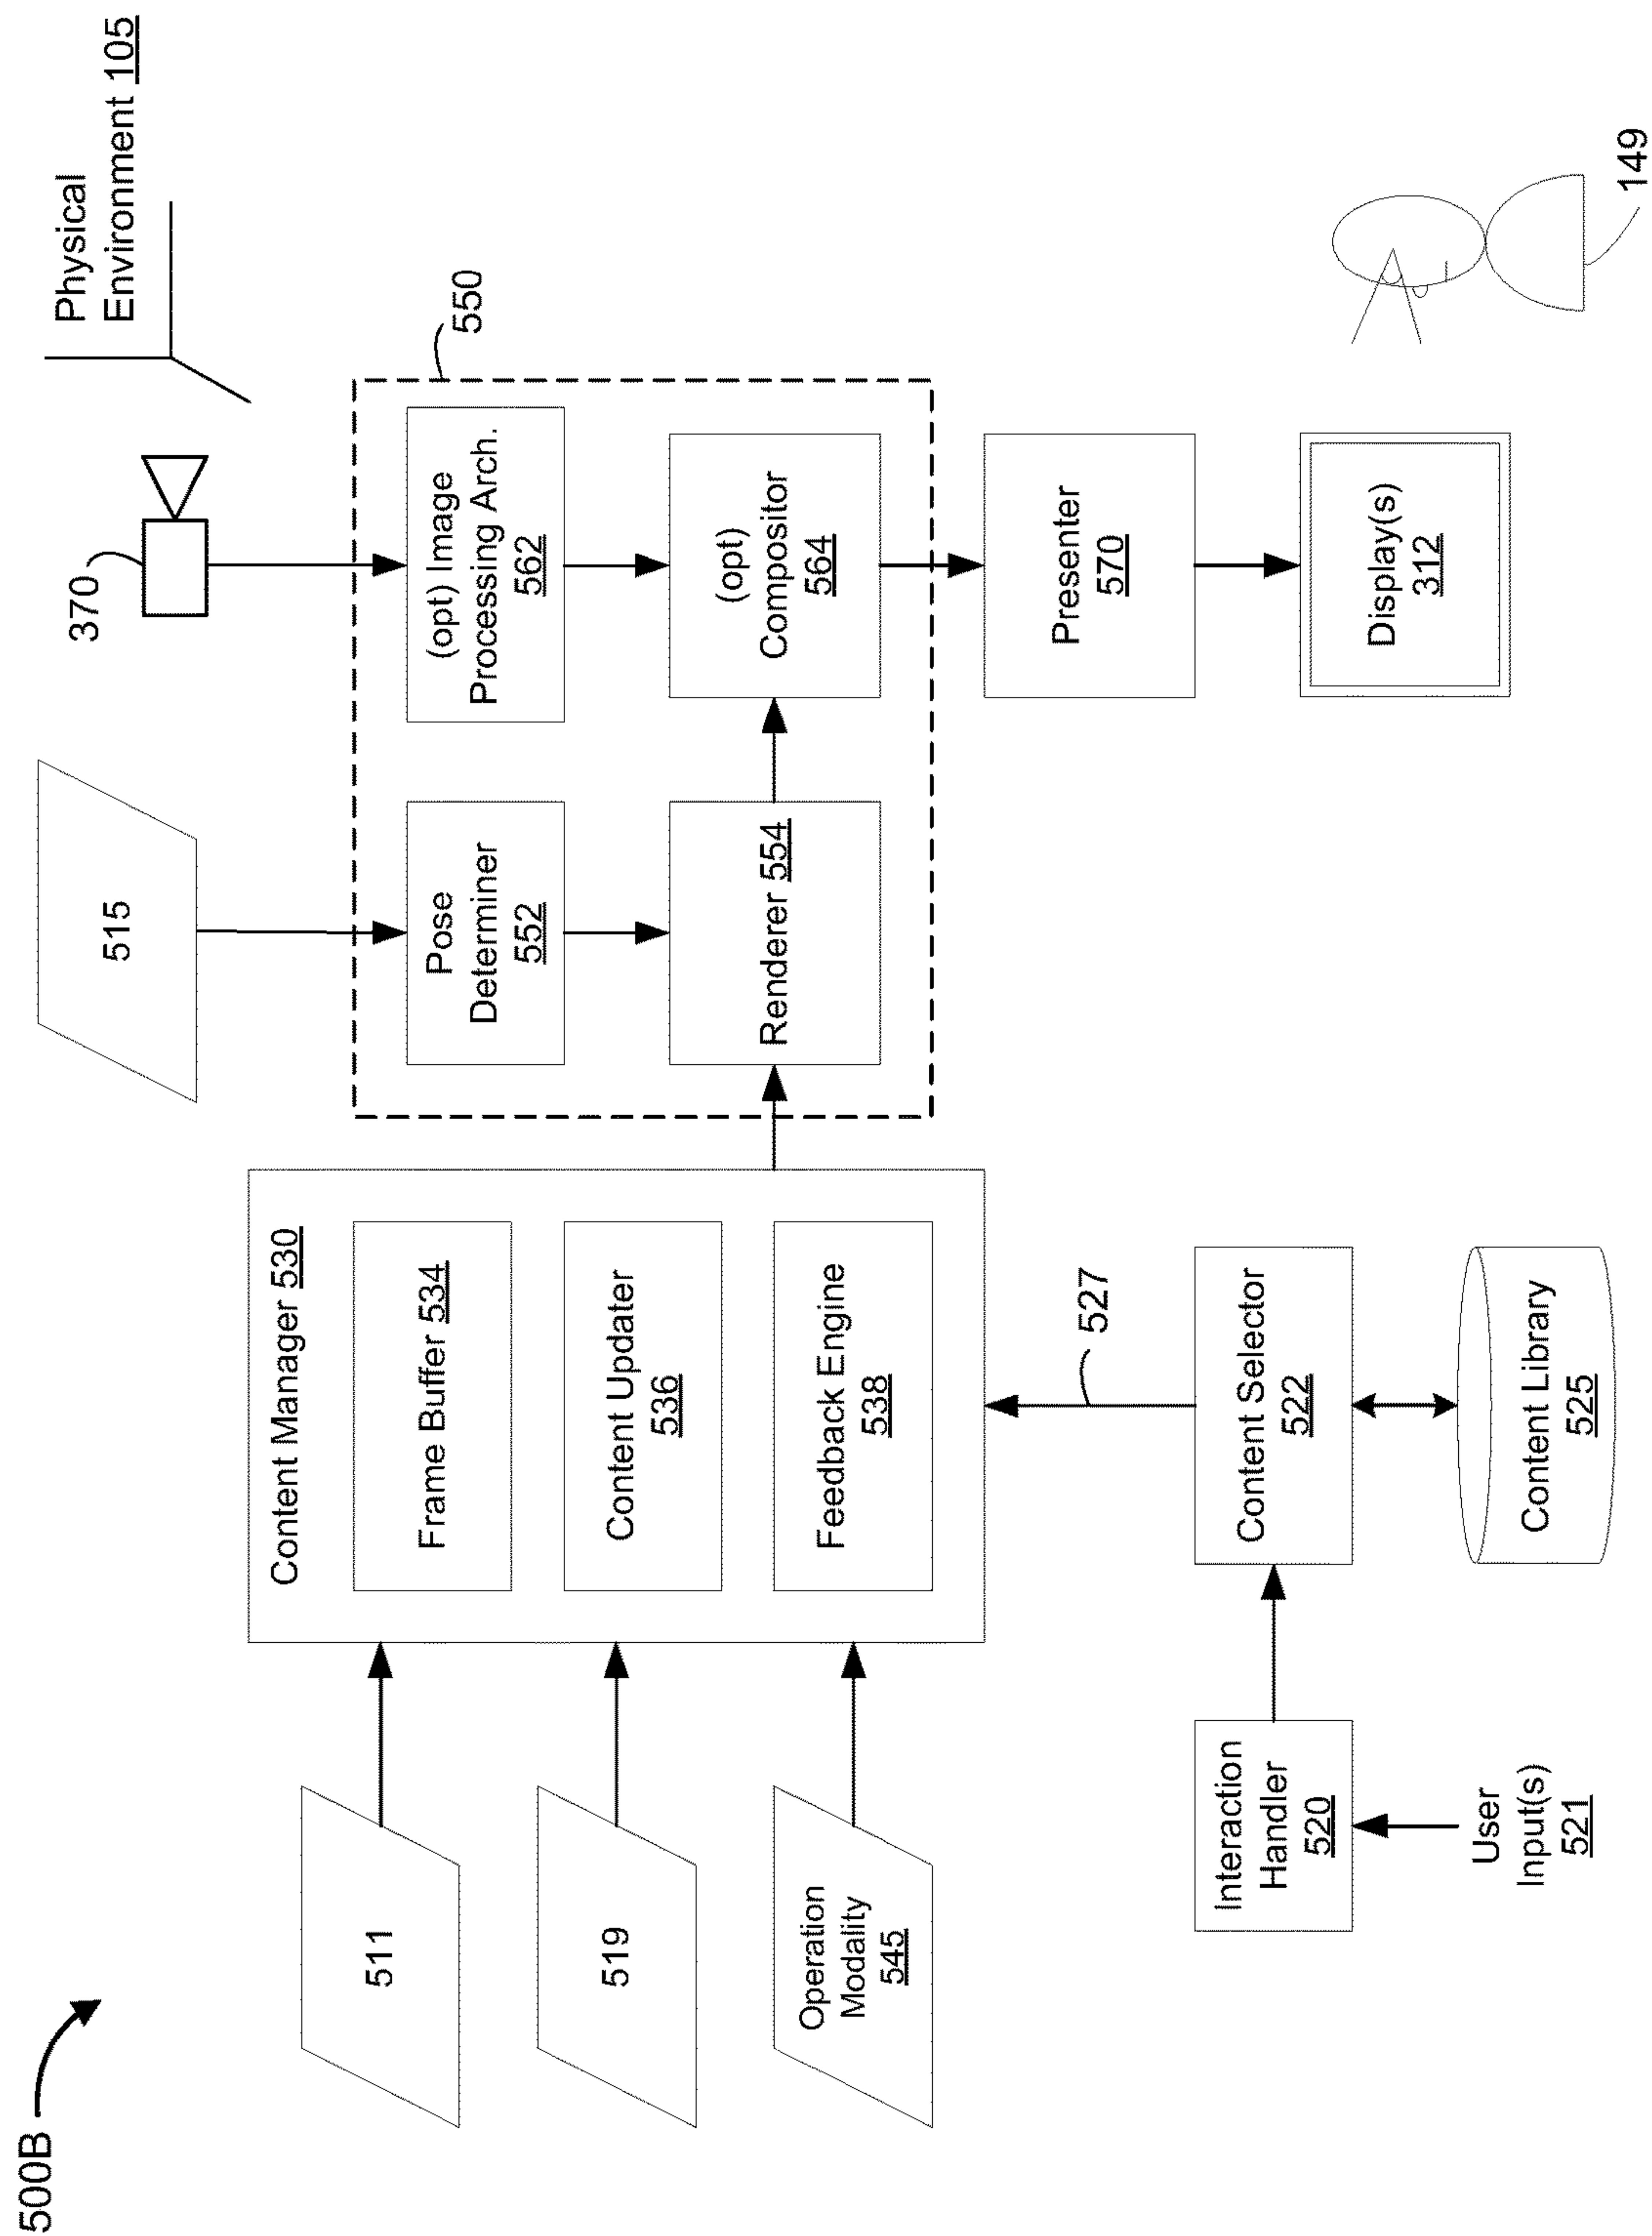 500B
Physical
Environment 105
370
515
550
511
519
Operation
Modality
545
Content Manager 530
Frame Buffer 534
Content Updater
536
Feedback Engine
538
Pose
Determiner
552
Renderer 554
(opt) Image
Processing Arch.
562
(opt)
Compositor
564
Presenter
570
Display(s)
312
149
527
Interaction
Handler
520
User
Input(s)
521
Content Selector
522
Content Library
525